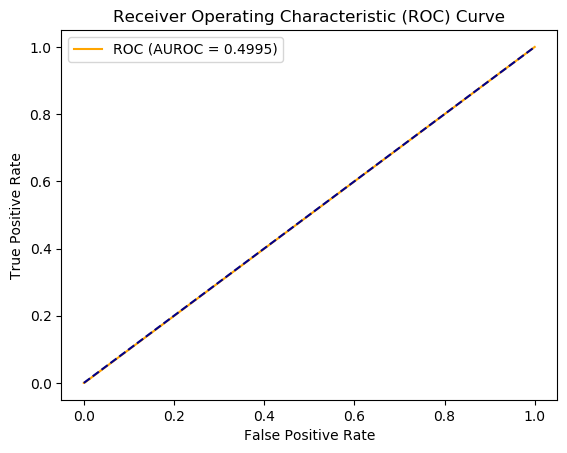 Receiver Operating Characteristic (ROC) Curve
ROC (AUROC = 0.4995)
1.0
0.8
0.6
0.4
0.2
0.0
True Positive Rate
0.0 0.2 0.4 0.6 0.8 1.0
False Positive Rate